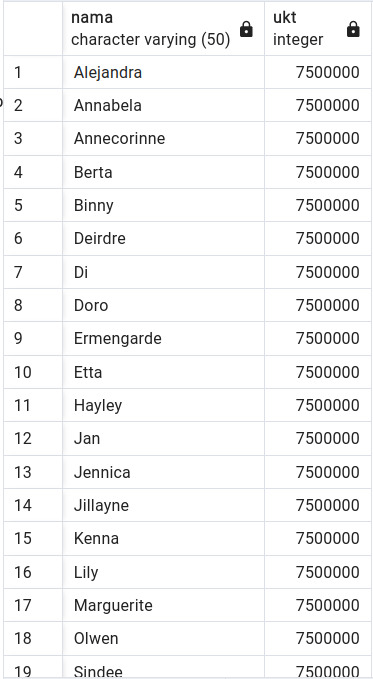 nama ukt
character varying (50) integer
1 Alejandra 7500000
2 Annabela 7500000
3 Annecorinne 7500000
4 Berta 7500000
5 Binny 7500000
6 Deirdre 7500000
7 Di 7500000
8 Doro 7500000
9 Ermengarde 7500000
10 Etta 7500000
11 Hayley 7500000
12 Jan 7500000
13 Jennica 7500000
14 Jillayne 7500000
15 Kenna 7500000
16 Lily 7500000
17 Marguerite 7500000
18 Olwen 7500000
19 Sindee 7500000